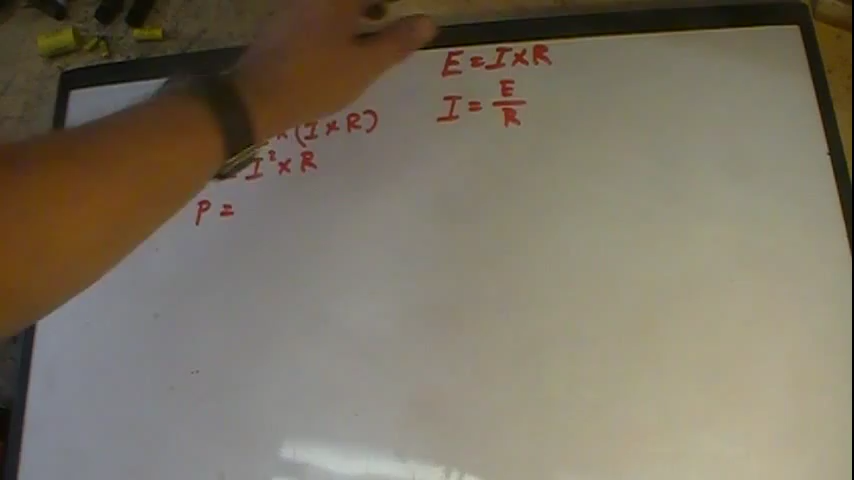 E = I × R
I = E/R
× (I × R)
I² × R
P =